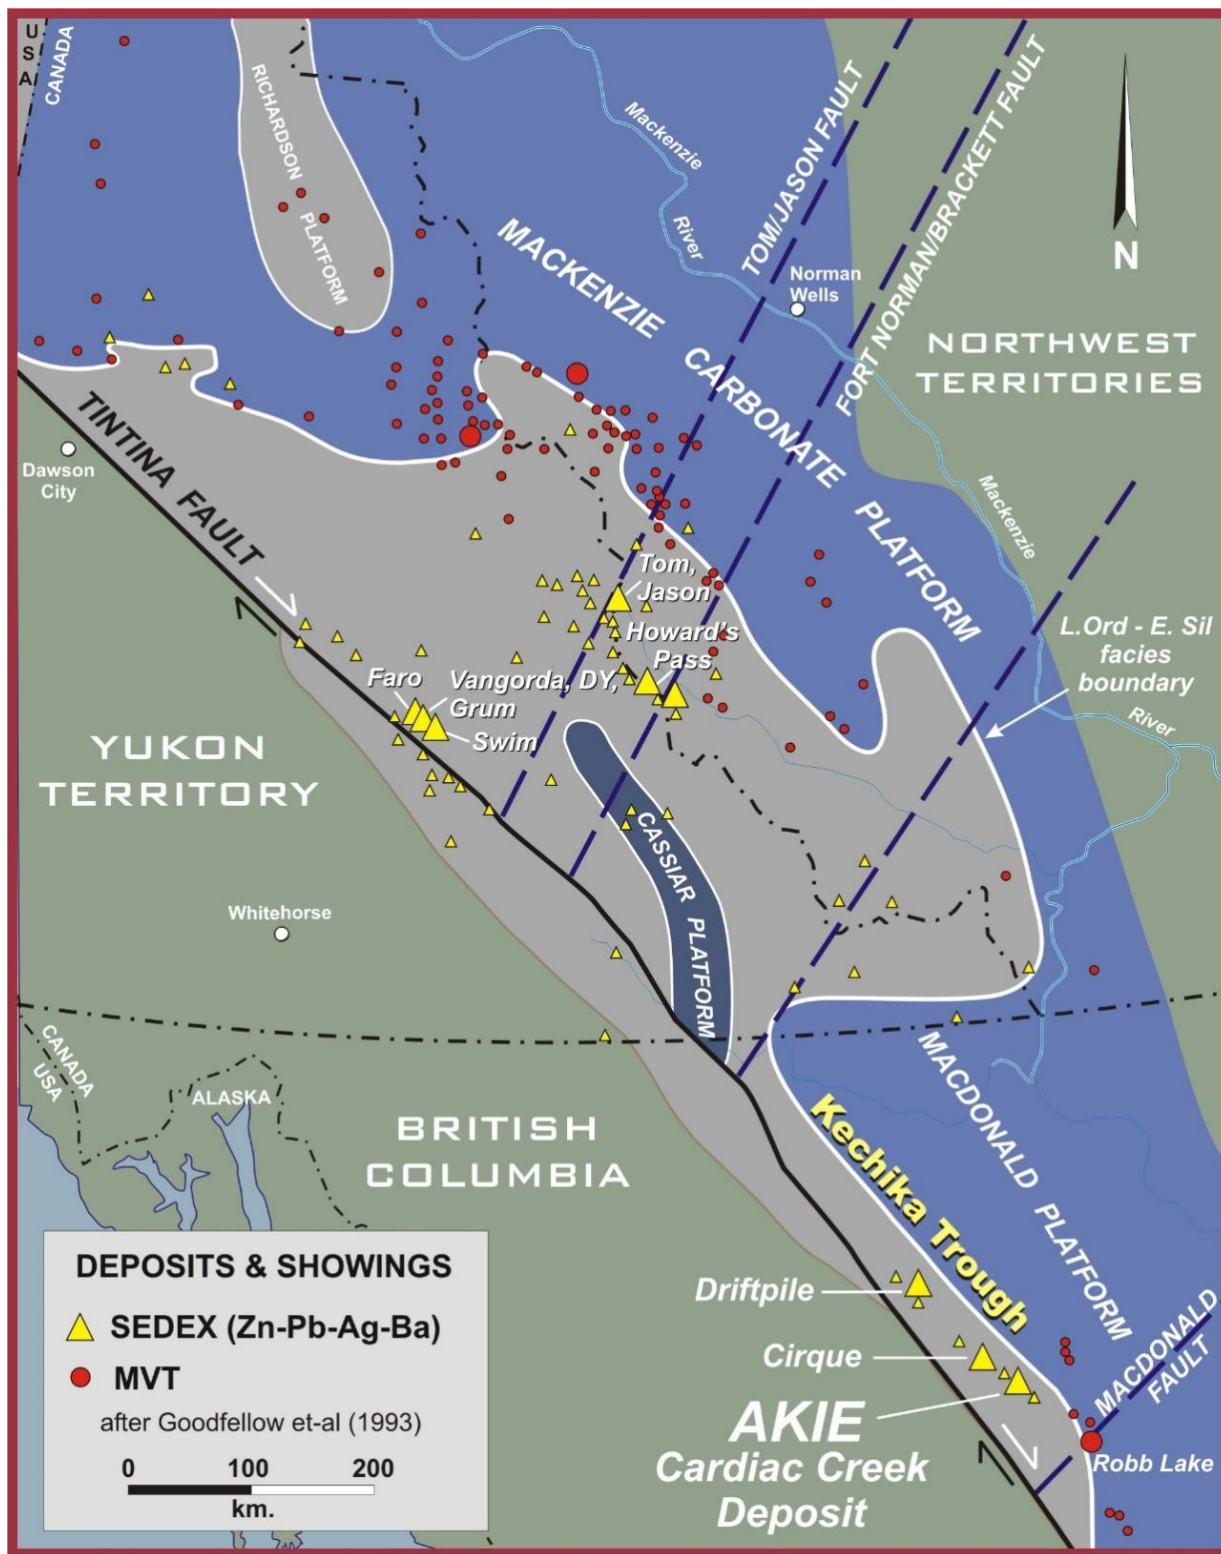 USA
CANADA
RICHARDSON
PLATFORM
Mackenzie
River
TOM/JASON FAULT
FORT NORMAN/BRACKETT FAULT
N
MACKENZIE CARBONATE PLATFORM
Norman
Wells
NORTHWEST
TERRITORIES
TINTINA FAULT
Dawson
City
Mackenzie
River
Tom,
Jason
Howard's
Pass
L.Ord - E. Sil
facies
boundary
Faro
Vangorda, DY,
Grum
Swim
YUKON
TERRITORY
CASSIAR PLATFORM
Whitehorse
CANADA
USA
ALASKA
BRITISH
COLUMBIA
MACDONALD PLATFORM
Kechika Trough
Driftpile
Cirque
AKIE
Cardiac Creek
Deposit
MACDONALD
FAULT
Robb Lake
DEPOSITS & SHOWINGS
SEDEX (Zn-Pb-Ag-Ba)
MVT
after Goodfellow et-al (1993)
0 100 200
km.